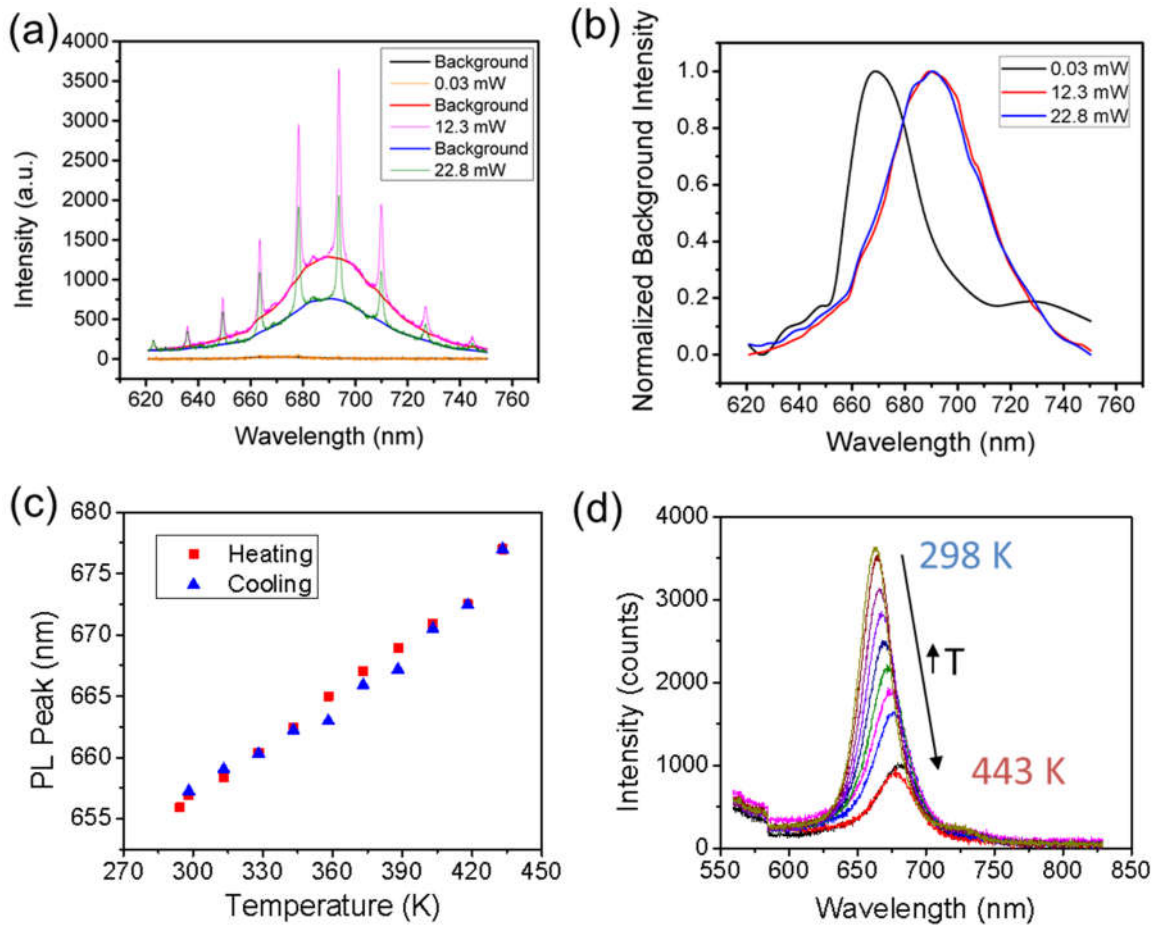 (a)
Intensity (a.u.)
4000
3500
3000
2500
2000
1500
1000
500
0
Background
0.03 mW
Background
12.3 mW
Background
22.8 mW
620 640 660 680 700 720 740 760
Wavelength (nm)
(b)
Normalized Background Intensity
1.0
0.8
0.6
0.4
0.2
0.0
0.03 mW
12.3 mW
22.8 mW
620 640 660 680 700 720 740 760
Wavelength (nm)
(c)
PL Peak (nm)
680
675
670
665
660
655
Heating
Cooling
270 300 330 360 390 420 450
Temperature (K)
(d)
Intensity (counts)
4000
3000
2000
1000
0
298 K
T
443 K
550 600 650 700 750 800 850
Wavelength (nm)